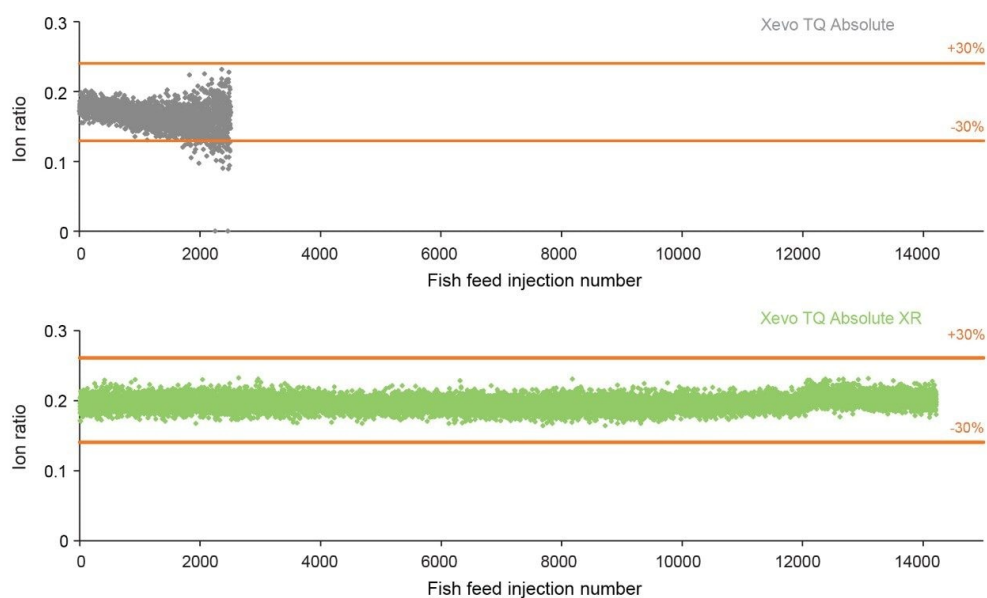 0.3
Xevo TQ Absolute
+30%
0.2
Ion ratio
-30%
0.1
0
0 2000 4000 6000 8000 10000 12000 14000
Fish feed injection number
Xevo TQ Absolute XR
0.3
+30%
0.2
Ion ratio
-30%
0.1
0
0 2000 4000 6000 8000 10000 12000 14000
Fish feed injection number